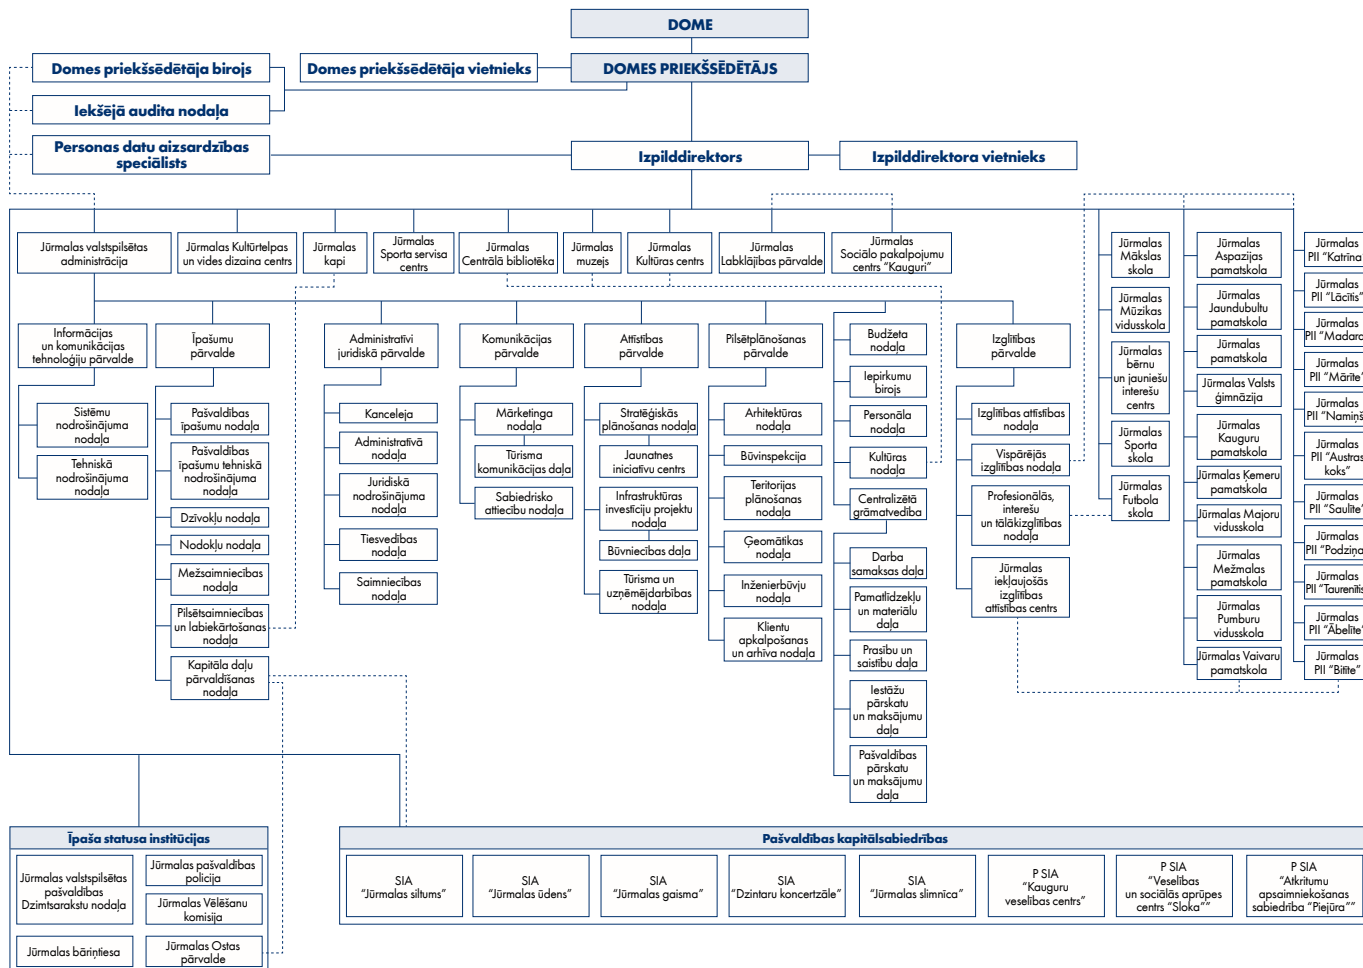 DOME
Domes priekšsēdētāja birojs
Domes priekšsēdētāja vietnieks
DOMES PRIEKŠSĒDĒTĀJS
Iekšējā audita nodaļa
Personas datu aizsardzības
speciālists
Izpilddirektors
Izpilddirektora vietnieks
Jūrmalas valstspilsētas
administrācija
Jūrmalas Kultūrtelpas
un vides dizaina centrs
Jūrmalas
kapi
Jūrmalas
Sporta servisa
centrs
Jūrmalas
Centrālā bibliotēka
Jūrmalas
muzejs
Jūrmalas
Kultūras centrs
Jūrmalas
Labklājības pārvalde
Jūrmalas
Sociālo pakalpojumu
centrs "Kauguri"
Informācijas
un komunikācijas
tehnoloģiju pārvalde
Sistēmu
nodrošinājuma
nodaļa
Tehniskā
nodrošinājuma
nodaļa
Īpašumu
pārvalde
Pašvaldības
īpašumu nodaļa
Pašvaldības
īpašumu tehniskā
nodrošinājuma nodaļa
Dzīvokļu nodaļa
Nodokļu nodaļa
Mežsaimniecības
nodaļa
Pilsētsaimniecības
un labiekārtošanas
nodaļa
Kapitāla daļu
pārvaldīšanas
nodaļa
Administratīvi
juridiskā pārvalde
Kanceleja
Administratīvā
nodaļa
Juridiskā
nodrošinājuma
nodaļa
Tiesvedības
nodaļa
Saimniecības
nodaļa
Komunikācijas
pārvalde
Mārketinga
nodaļa
Tūrisma
komunikācijas daļa
Sabiedrisko
attiecību nodaļa
Attīstības
pārvalde
Stratēģiskās
plānošanas nodaļa
Jaunatnes
iniciatīvu centrs
Infrastruktūras
investīciju projektu
nodaļa
Būvniecības daļa
Tūrisma un
uzņēmējdarbības
nodaļa
Pilsētplānošanas
pārvalde
Arhitektūras
nodaļa
Būvinspekcija
Teritorijas
plānošanas
nodaļa
Ģeomātikas
nodaļa
Inženierbūvju
nodaļa
Klientu
apkalpošanas
un arhīva nodaļa
Budžeta
nodaļa
Iepirkumu
birojs
Personāla
nodaļa
Kultūras
nodaļa
Centralizētā
grāmatvedība
Darba
samaksas daļa
Pamatlīdzekļu
un materiālu
daļa
Prasību un
saistību daļa
Iestāžu
pārskatu
un maksājumu
daļa
Pašvaldības
pārskatu
un maksājumu
daļa
Izglītības
pārvalde
Izglītības attīstības
nodaļa
Vispārējās
izglītības nodaļa
Profesionālās,
interešu
un tālākizglītības
nodaļa
Jūrmalas
iekļaujošās
izglītības
attīstības centrs
Jūrmalas
Mākslas
skola
Jūrmalas
Mūzikas
vidusskola
Jūrmalas
bērnu
un jauniešu
interešu
centrs
Jūrmalas
Sporta
skola
Jūrmalas
Futbola
skola
Jūrmalas
Aspazijas
pamatskola
Jūrmalas
Jaundubultu
pamatskola
Jūrmalas
pamatskola
Jūrmalas Valsts
ģimnāzija
Jūrmalas
Kauguru
pamatskola
Jūrmalas Ķemeru
pamatskola
Jūrmalas Majoru
vidusskola
Jūrmalas
Mežmalas
pamatskola
Jūrmalas
Pumpuru
vidusskola
Jūrmalas Vaivaru
pamatskola
Jūrmalas
PII "Katrīna
Jūrmalas
PII "Lācītis"
Jūrmalas
PII "Madara
Jūrmalas
PII "Mārīte"
Jūrmalas
PII "Namiņš
Jūrmalas
PII "Austras
koks"
Jūrmalas
PII "Saulīte"
Jūrmalas
PII "Podziņa
Jūrmalas
PII "Taurenītis
Jūrmalas
PII "Ābelīte"
Jūrmalas
PII "Bitīte"
Īpaša statusa institūcijas
Jūrmalas valstspilsētas
pašvaldības
Dzimtsarakstu nodaļa
Jūrmalas pašvaldības
policija
Jūrmalas Vēlēšanu
komisija
Jūrmalas bāriņtiesa
Jūrmalas Ostas
pārvalde
Pašvaldības kapitālsabiedrības
SIA
"Jūrmalas siltums"
SIA
"Jūrmalas ūdens"
SIA
"Jūrmalas gaisma"
SIA
"Dzintaru koncertzāle"
SIA
"Jūrmalas slimnīca"
P SIA
"Kauguru
veselības centrs"
P SIA
"Veselības
un sociālās aprūpes
centrs "Sloka""
P SIA
"Atkritumu
apsaimniekošanas
sabiedrība "Piejūra""